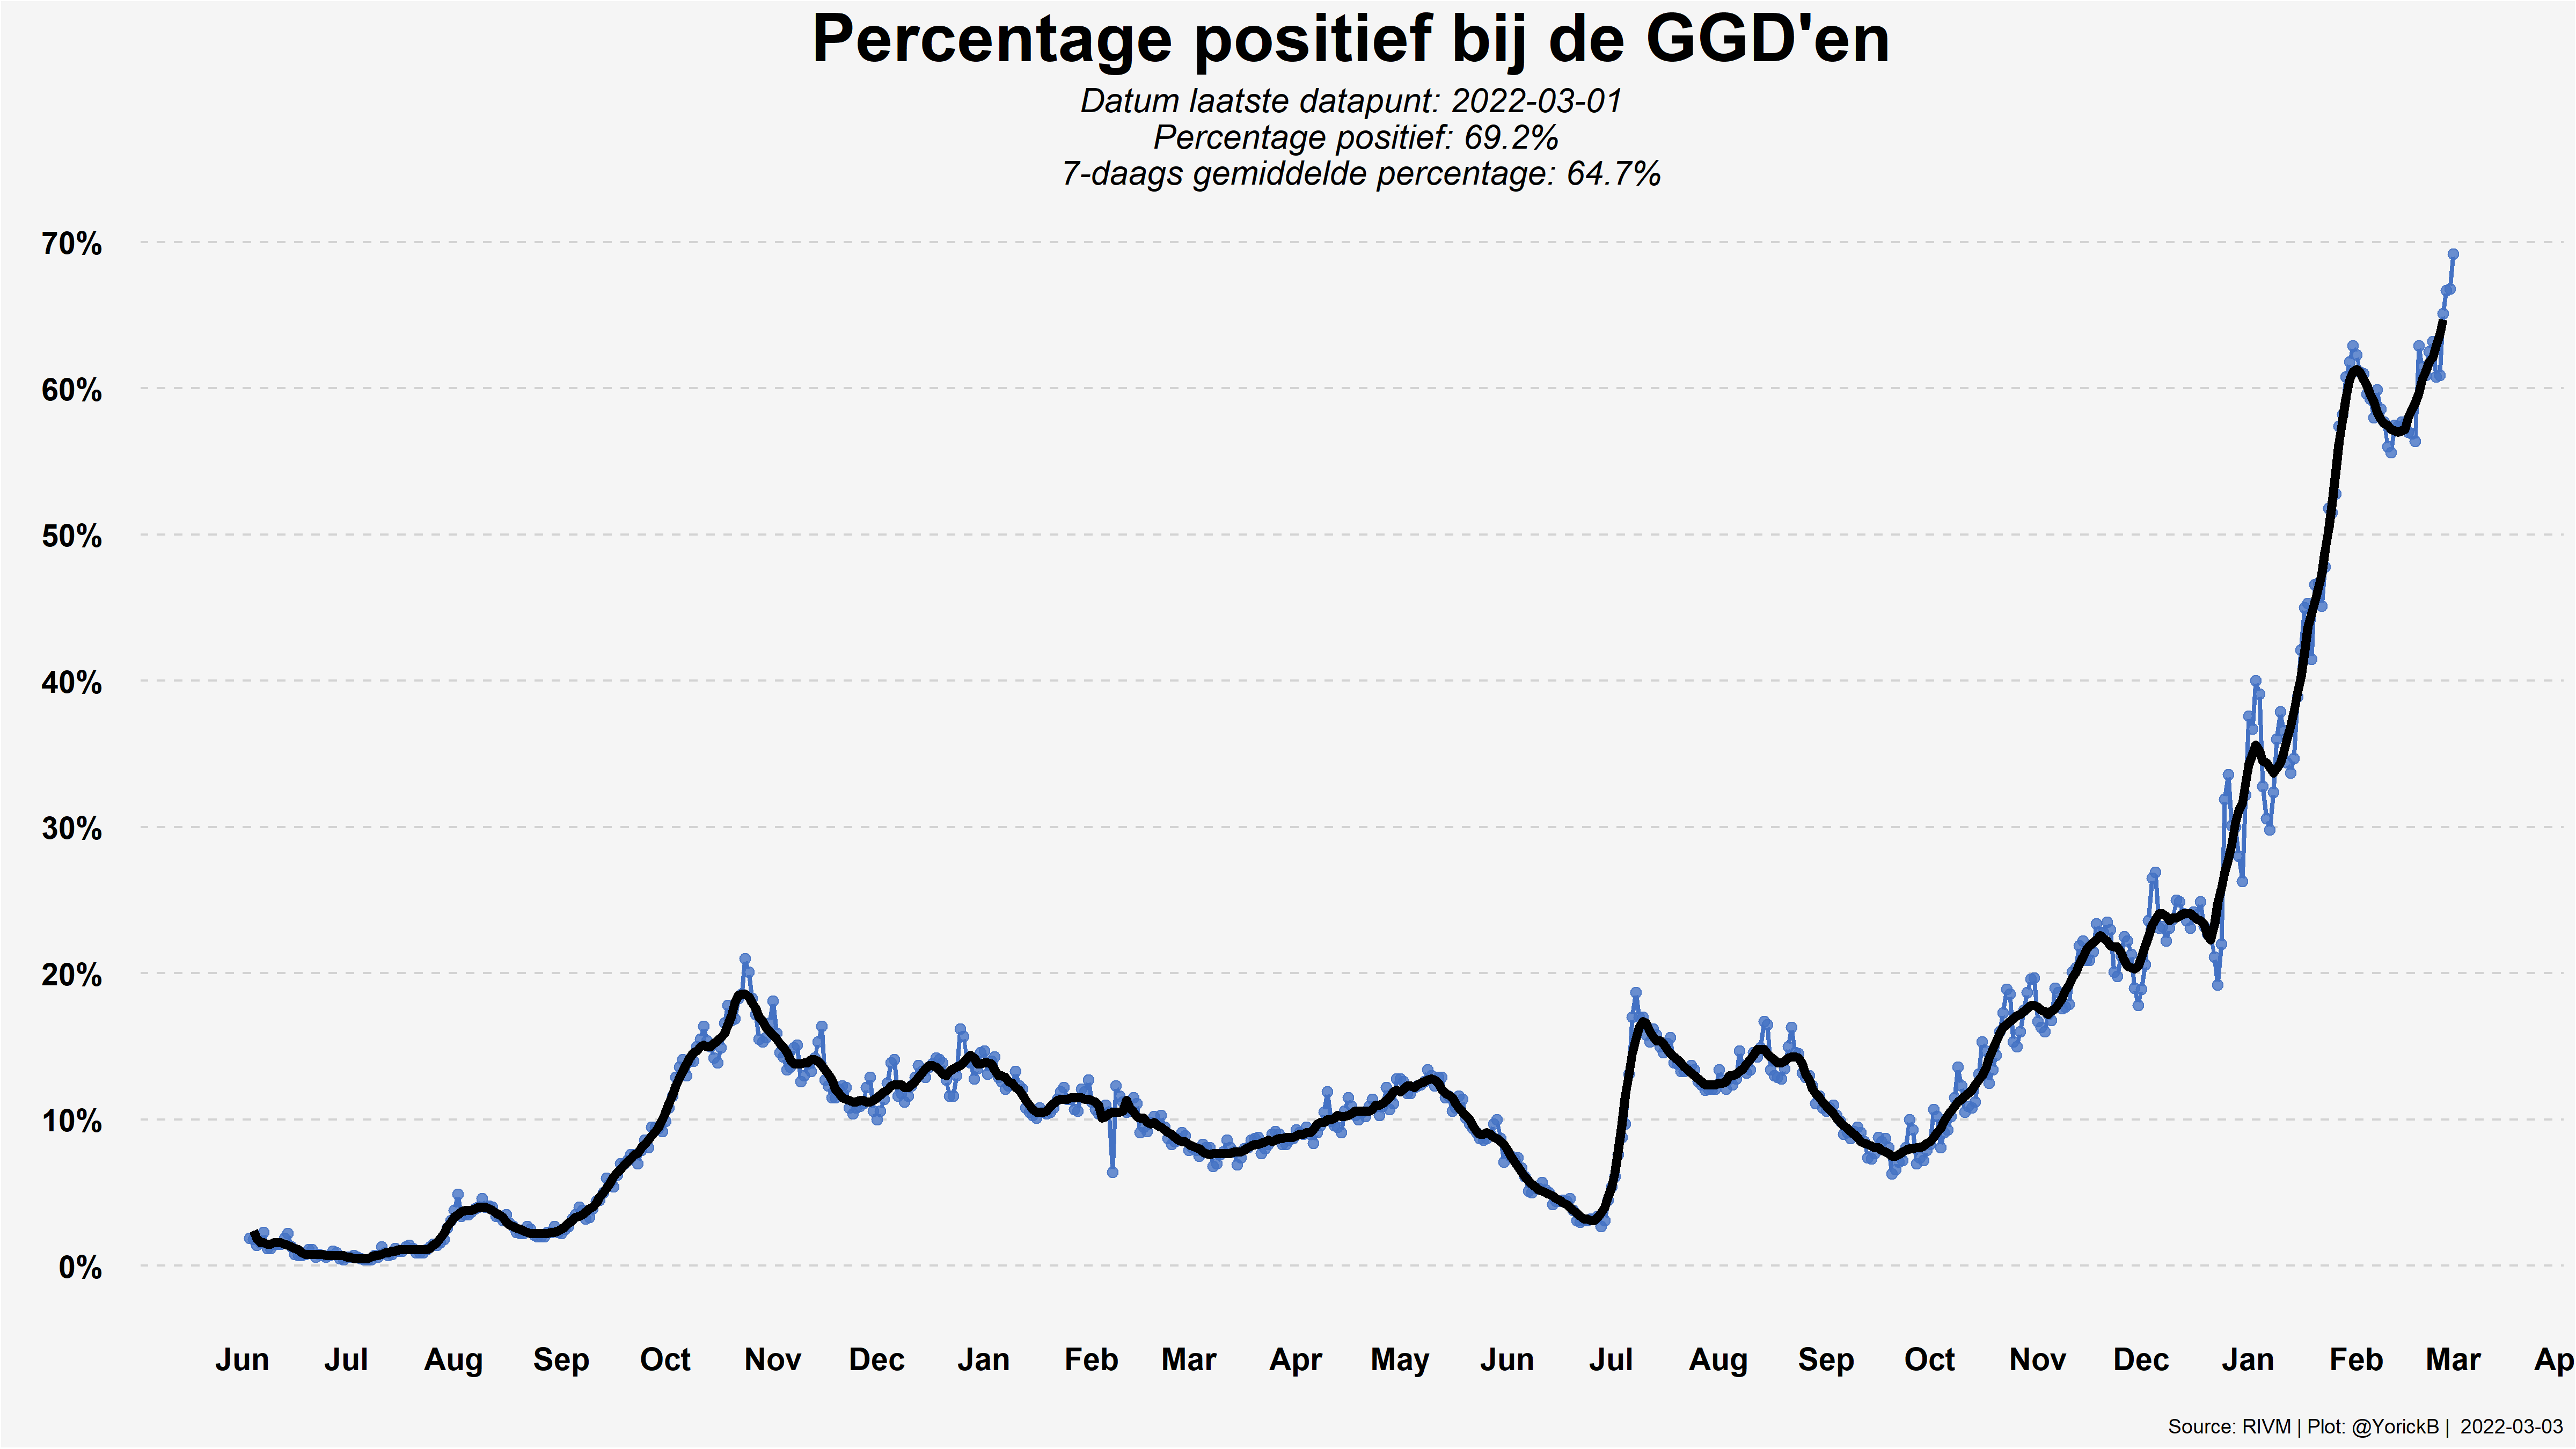 Percentage positief bij de GGD'en
Datum laatste datapunt: 2022-03-01
Percentage positief: 69.2%
7-daags gemiddelde percentage: 64.7%
70%
60%
50%
40%
30%
20%
10%
0%
Jun Jul Aug Sep Oct Nov Dec Jan Feb Mar Apr May Jun Jul Aug Sep Oct Nov Dec Jan Feb Mar Ap
Source: RIVM | Plot: @YorickB | 2022-03-03